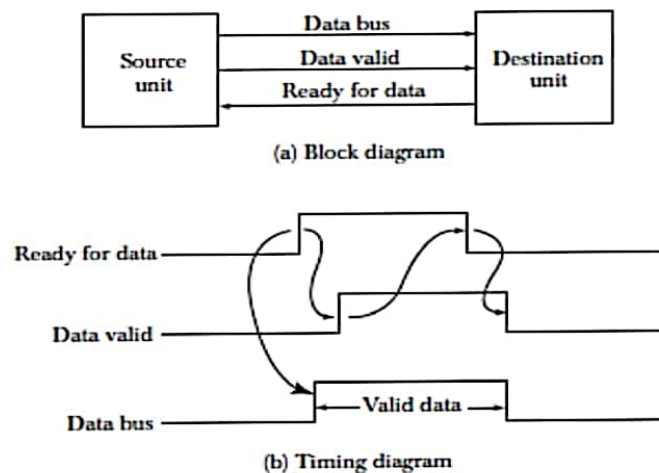 Data bus
Source
unit
Data valid
Destination
unit
Ready for data
(a) Block diagram
Ready for data
Data valid
Valid data
Data bus
(b) Timing diagram